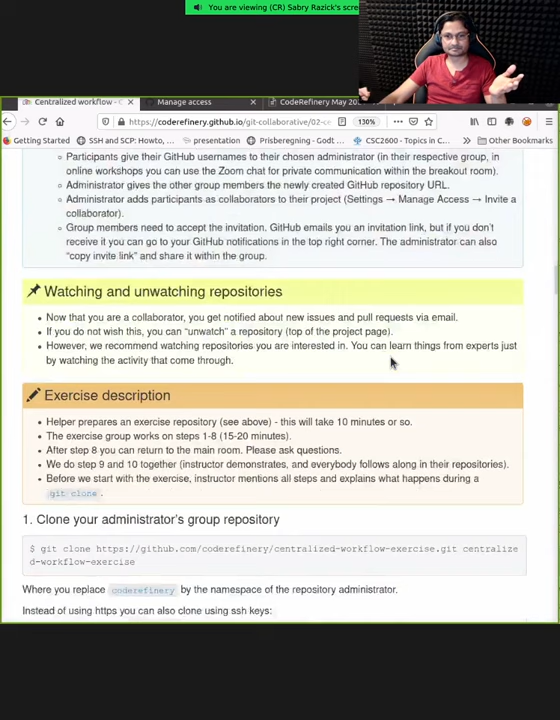 You are viewing (CR) Sabry Razick's scre
Centralized workflow - C
Manage access
CodeRefinery May 20
https://coderefinery.github.io/git-collaborative/02-ce
130%
Getting Started
SSH and SCP: Howto, ...
presentation
Prisberegning - Godt ...
CSC2600 - Topics in C...
Other Bookmarks
Participants give their GitHub usernames to their chosen administrator (in their respective group, in
online workshops you can use the Zoom chat for private communication within the breakout room).
Administrator gives the other group members the newly created GitHub repository URL.
Administrator adds participants as collaborators to their project (Settings → Manage Access → Invite a
collaborator).
Group members need to accept the invitation. GitHub emails you an invitation link, but if you don't
receive it you can go to your GitHub notifications in the top right corner. The administrator can also
"copy invite link" and share it within the group.
Watching and unwatching repositories
Now that you are a collaborator, you get notified about new issues and pull requests via email.
If you do not wish this, you can "unwatch" a repository (top of the project page).
However, we recommend watching repositories you are interested in. You can learn things from experts just
by watching the activity that come through.
Exercise description
Helper prepares an exercise repository (see above) - this will take 10 minutes or so.
The exercise group works on steps 1-8 (15-20 minutes).
After step 8 you can return to the main room. Please ask questions.
We do step 9 and 10 together (instructor demonstrates, and everybody follows along in their repositories).
Before we start with the exercise, instructor mentions all steps and explains what happens during a
git clone.
1. Clone your administrator's group repository
$ git clone https://github.com/coderefinery/centralized-workflow-exercise.git centralize
d-workflow-exercise
Where you replace coderefinery by the namespace of the repository administrator.
Instead of using https you can also clone using ssh keys: